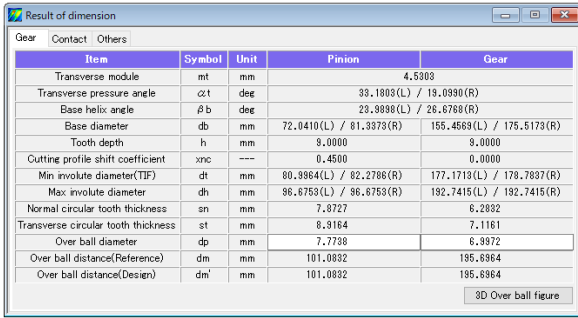 Result of dimension
Gear Contact Others
Item Symbol Unit Pinion Gear
Transverse module mt mm 4.5303
Transverse pressure angle αt deg 33.1803(L) / 19.0990(R)
Base helix angle βb deg 23.9898(L) / 26.6768(R)
Base diameter db mm 72.0410(L) / 81.3373(R) 155.4569(L) / 175.5173(R)
Tooth depth h mm 9.0000 9.0000
Cutting profile shift coefficient xnc --- 0.4500 0.0000
Min involute diameter(TIF) dt mm 80.9964(L) / 82.2786(R) 177.1713(L) / 178.7837(R)
Max involute diameter dh mm 96.6753(L) / 96.6753(R) 192.7415(L) / 192.7415(R)
Normal circular tooth thickness sn mm 7.8727 6.2832
Transverse circular tooth thickness st mm 8.9164 7.1161
Over ball diameter dp mm 7.7738 6.9972
Over ball distance(Reference) dm mm 101.0832 195.6964
Over ball distance(Design) dm' mm 101.0832 195.6964
3D Over ball figure